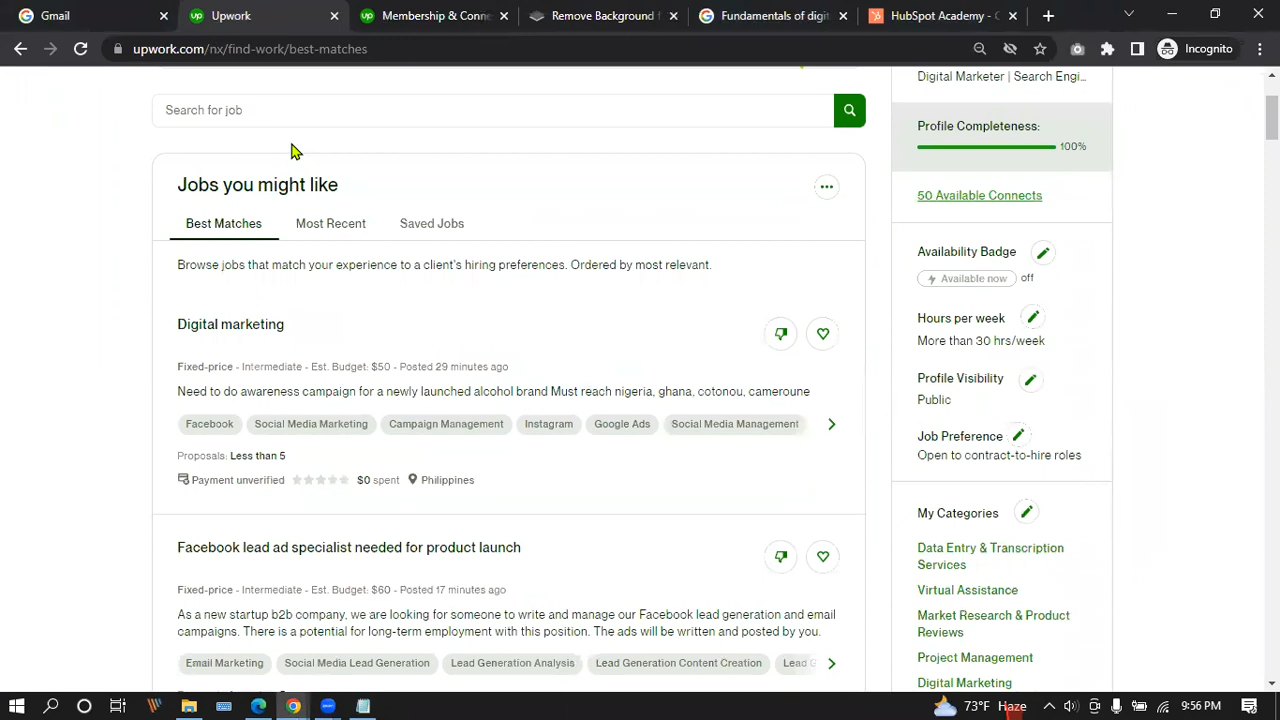 Gmail
Upwork
Membership & Conne
Remove Background f
Fundamentals of digit
HubSpot Academy - C
upwork.com/nx/find-work/best-matches
Incognito
Search for job
Digital Marketer | Search Engi...
Profile Completeness:
100%
50 Available Connects
Jobs you might like
Best Matches
Most Recent
Saved Jobs
Browse jobs that match your experience to a client's hiring preferences. Ordered by most relevant.
Availability Badge
Available now
off
Hours per week
More than 30 hrs/week
Profile Visibility
Public
Job Preference
Open to contract-to-hire roles
My Categories
Data Entry & Transcription
Services
Virtual Assistance
Market Research & Product
Reviews
Project Management
Digital Marketing
Digital marketing
Fixed-price - Intermediate - Est. Budget: $50 - Posted 29 minutes ago
Need to do awareness campaign for a newly launched alcohol brand Must reach nigeria, ghana, cotonou, cameroune
Facebook
Social Media Marketing
Campaign Management
Instagram
Google Ads
Social Media Management
Proposals: Less than 5
Payment unverified
$0 spent
Philippines
Facebook lead ad specialist needed for product launch
Fixed-price - Intermediate - Est. Budget: $60 - Posted 17 minutes ago
As a new startup b2b company, we are looking for someone to write and manage our Facebook lead generation and email
campaigns. There is a potential for long-term employment with this position. The ads will be written and posted by you.
Email Marketing
Social Media Lead Generation
Lead Generation Analysis
Lead Generation Content Creation
Lead G
73°F Haze
9:56 PM